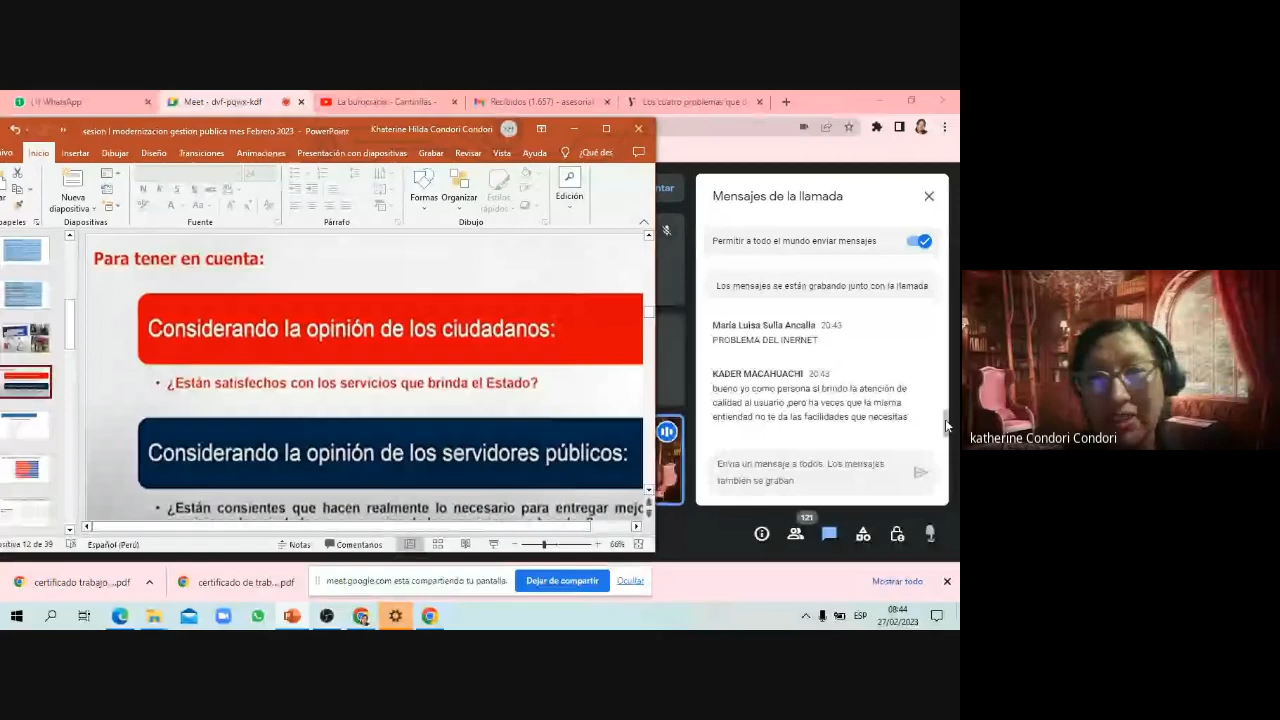 WhatsApp
Meet - dvf-pqwx-kdf
La burocracia - Cantinflas -
Recibidos (1.657) - asesorial
Los cuatro problemas que d
sesion I modernizacion gestion publica mes Febrero 2023 - PowerPoint
Khaterine Hilda Condori Condori
Inicio Insertar Dibujar Diseño Transiciones Animaciones Presentación con diapositivas Grabar Revisar Vista Ayuda ¿Qué des
Nueva
diapositiva
Formas
Organizar
Estilos
rápidos
Edición
Diapositivas
Fuente
Párrafo
Dibujo
Para tener en cuenta:
Considerando la opinión de los ciudadanos:
• ¿Están satisfechos con los servicios que brinda el Estado?
Considerando la opinión de los servidores públicos:
• ¿Están consientes que hacen realmente lo necesario para entregar mejo
12 de 39
Español (Perú)
Notas
Comentarios
66%
Mensajes de la llamada
Permitir a todo el mundo enviar mensajes
Los mensajes se están grabando junto con la llamada
María Luisa Sulla Ancalla 20:43
PROBLEMA DEL INERNET
KADER MACAHUACHI 20:43
bueno yo como persona si brindo la atención de
calidad al usuario ,pero ha veces que la misma
entiendad no te da las facilidades que necesitas
Envía un mensaje a todos. Los mensajes
también se graban
121
katherine Condori Condori
certificado trabajo....pdf
certificado de trab....pdf
meet.google.com está compartiendo tu pantalla.
Dejar de compartir
Ocultar
Mostrar todo
ESP
08:44
27/02/2023